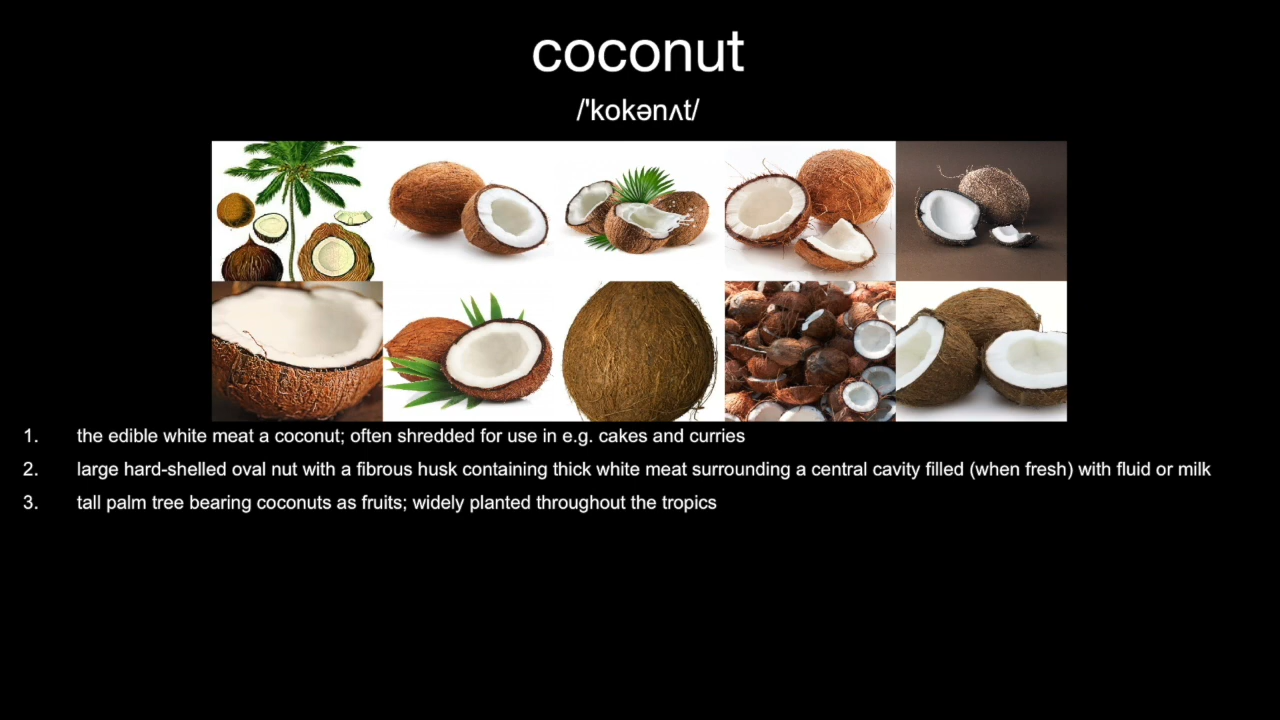 coconut
/'kokənʌt/
1. the edible white meat a coconut; often shredded for use in e.g. cakes and curries
2. large hard-shelled oval nut with a fibrous husk containing thick white meat surrounding a central cavity filled (when fresh) with fluid or milk
3. tall palm tree bearing coconuts as fruits; widely planted throughout the tropics